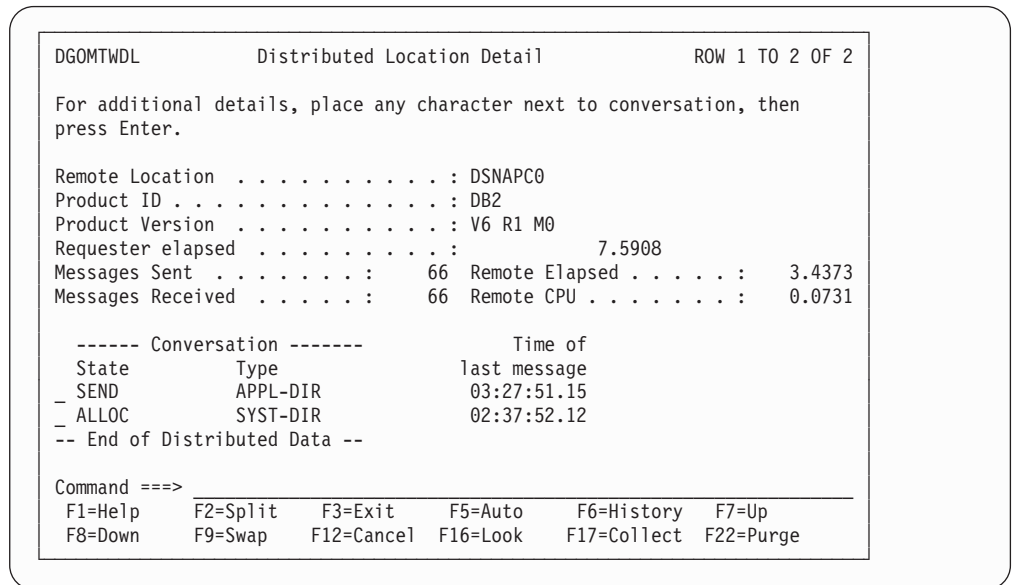 DGOMTWDL Distributed Location Detail ROW 1 TO 2 OF 2
For additional details, place any character next to conversation, then
press Enter.
Remote Location . . . . . . . . . . : DSNAPC0
Product ID . . . . . . . . . . . . . : DB2
Product Version . . . . . . . . . . : V6 R1 M0
Requester elapsed . . . . . . . . . : 7.5908
Messages Sent . . . . . . . : 66 Remote Elapsed . . . . . : 3.4373
Messages Received . . . . . : 66 Remote CPU . . . . . . . : 0.0731
------ Conversation ------- Time of
State Type last message
_ SEND APPL-DIR 03:27:51.15
_ ALLOC SYST-DIR 02:37:52.12
-- End of Distributed Data --
Command ===> ______________________________________________________________
F1=Help F2=Split F3=Exit F5=Auto F6=History F7=Up
F8=Down F9=Swap F12=Cancel F16=Look F17=Collect F22=Purge